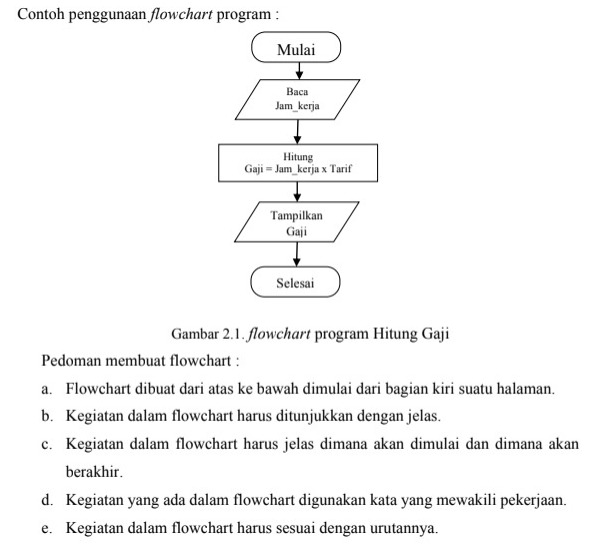 Contoh penggunaan flowchart program :
Mulai
Baca
Jam_kerja
Hitung
Gaji = Jam_kerja x Tarif
Tampilkan
Gaji
Selesai
Gambar 2.1. flowchart program Hitung Gaji
Pedoman membuat flowchart :
a. Flowchart dibuat dari atas ke bawah dimulai dari bagian kiri suatu halaman.
b. Kegiatan dalam flowchart harus ditunjukkan dengan jelas.
c. Kegiatan dalam flowchart harus jelas dimana akan dimulai dan dimana akan
berakhir.
d. Kegiatan yang ada dalam flowchart digunakan kata yang mewakili pekerjaan.
e. Kegiatan dalam flowchart harus sesuai dengan urutannya.